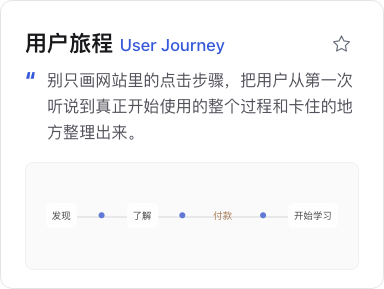 用户旅程 User Journey
“ 别只画网站里的点击步骤，把用户从第一次
听说到真正开始使用的整个过程和卡住的地
方整理出来。
发现 了解 付款 开始学习